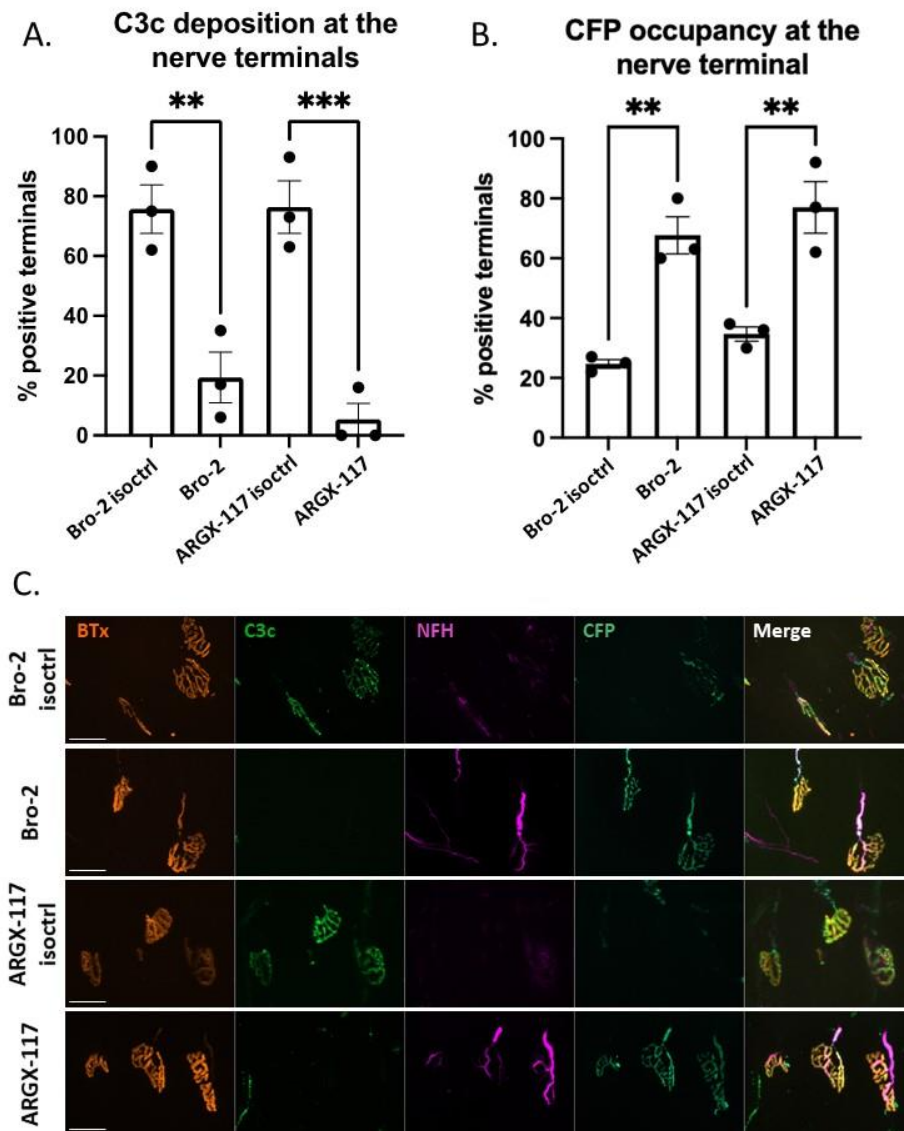 A.
C3c deposition at the
nerve terminals
**
***
% positive terminals
100
80
60
40
20
0
Bro-2 isoctrl
Bro-2
ARGX-117 isoctrl
ARGX-117
B.
CFP occupancy at the
nerve terminal
**
**
% positive terminals
100
80
60
40
20
0
Bro-2 isoctrl
Bro-2
ARGX-117 isoctrl
ARGX-117
C.
BTx C3c NFH CFP Merge
Bro-2
isoctrl
Bro-2
ARGX-117
isoctrl
ARGX-117